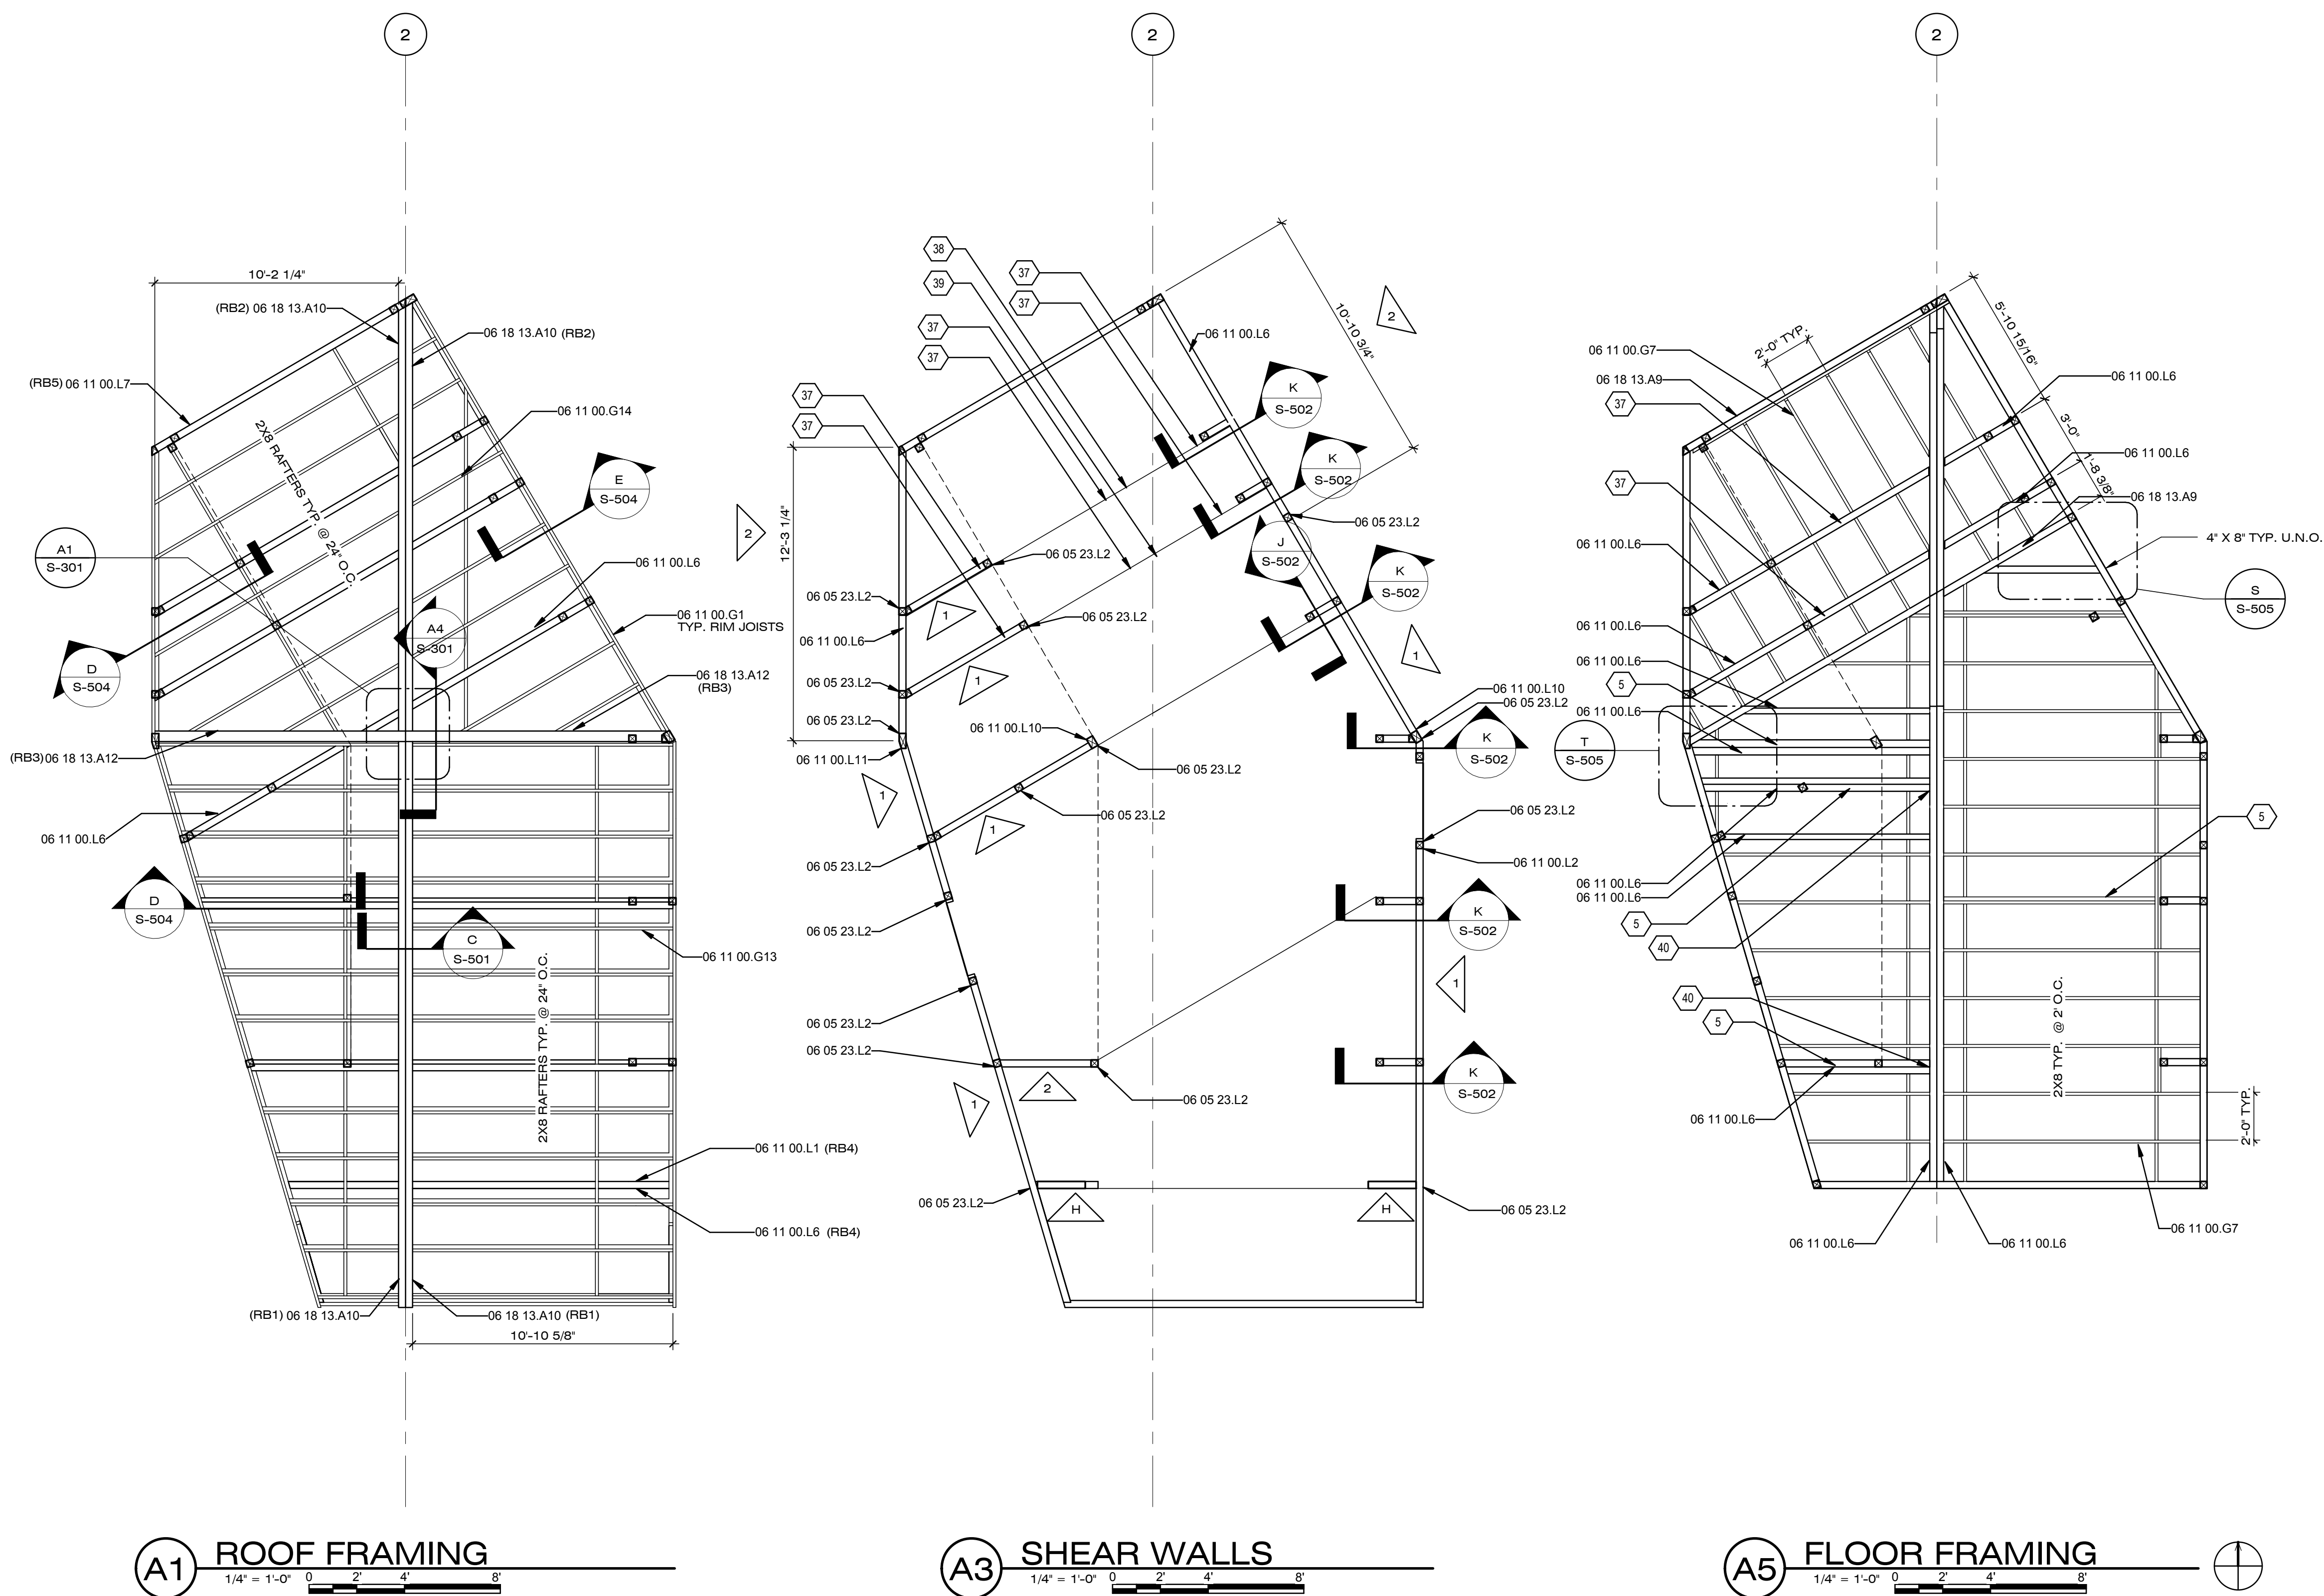 2
10'-2 1/4"
(RB2) 06 18 13.A10
06 18 13.A10 (RB2)
(RB5) 06 11 00.L7
06 11 00.G14
2X8 RAFTERS TYP. @ 24" O.C.
E
S-504
A1
S-301
06 11 00.L6
06 11 00.G1
TYP. RIM JOISTS
A4
S-301
D
S-504
06 18 13.A12
(RB3)
(RB3) 06 18 13.A12
06 11 00.L6
D
S-504
C
S-501
06 11 00.G13
2X8 RAFTERS TYP. @ 24" O.C.
06 11 00.L1 (RB4)
06 11 00.L6 (RB4)
(RB1) 06 18 13.A10
06 18 13.A10 (RB1)
10'-10 5/8"
A1
ROOF FRAMING
1/4" = 1'-0"
0 2' 4' 8'
2
38
37
39
37
37
37
37
37
10'-10 3/4"
2
06 11 00.L6
K
S-502
K
S-502
12'-3 1/4"
2
06 05 23.L2
J
S-502
06 05 23.L2
K
S-502
06 05 23.L2
1
06 05 23.L2
06 11 00.L6
1
1
06 05 23.L2
06 11 00.L10
06 05 23.L2
06 05 23.L2
06 11 00.L10
K
S-502
06 11 00.L11
06 05 23.L2
1
06 05 23.L2
06 05 23.L2
1
06 11 00.L2
06 05 23.L2
K
S-502
06 05 23.L2
1
06 05 23.L2
06 05 23.L2
2
K
S-502
1
06 05 23.L2
06 05 23.L2
H
H
06 05 23.L2
A3
SHEAR WALLS
1/4" = 1'-0"
0 2' 4' 8'
2
5'-10 15/16"
2'-0" TYP.
06 11 00.G7
06 18 13.A9
06 11 00.L6
37
3'-0"
06 11 00.L6
1'-8 3/8"
37
06 18 13.A9
4" X 8" TYP. U.N.O.
06 11 00.L6
S
S-505
06 11 00.L6
06 11 00.L6
5
06 11 00.L6
T
S-505
5
06 11 00.L6
06 11 00.L6
5
40
40
5
2X8 TYP. @ 2' O.C.
06 11 00.L6
2-0" TYP.
06 11 00.G7
06 11 00.L6
06 11 00.L6
A5
FLOOR FRAMING
1/4" = 1'-0"
0 2' 4' 8'